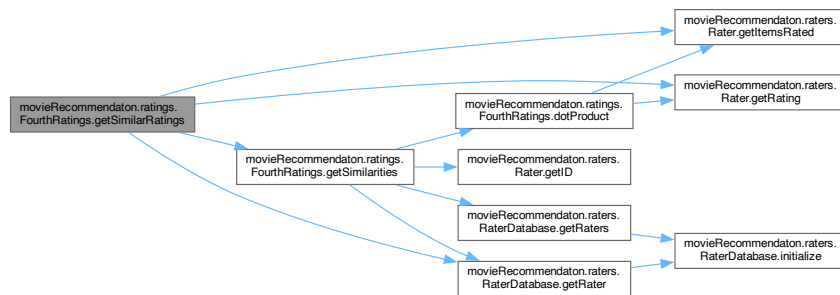 movieRecommendaton.raters.
Rater.getItemsRated
movieRecommendaton.raters.
Rater.getRating
movieRecommendaton.ratings.
FourthRatings.getSimilarRatings
movieRecommendaton.ratings.
FourthRatings.dotProduct
movieRecommendaton.ratings.
FourthRatings.getSimilarities
movieRecommendaton.raters.
Rater.getID
movieRecommendaton.raters.
RaterDatabase.getRaters
movieRecommendaton.raters.
RaterDatabase.initialize
movieRecommendaton.raters.
RaterDatabase.getRater